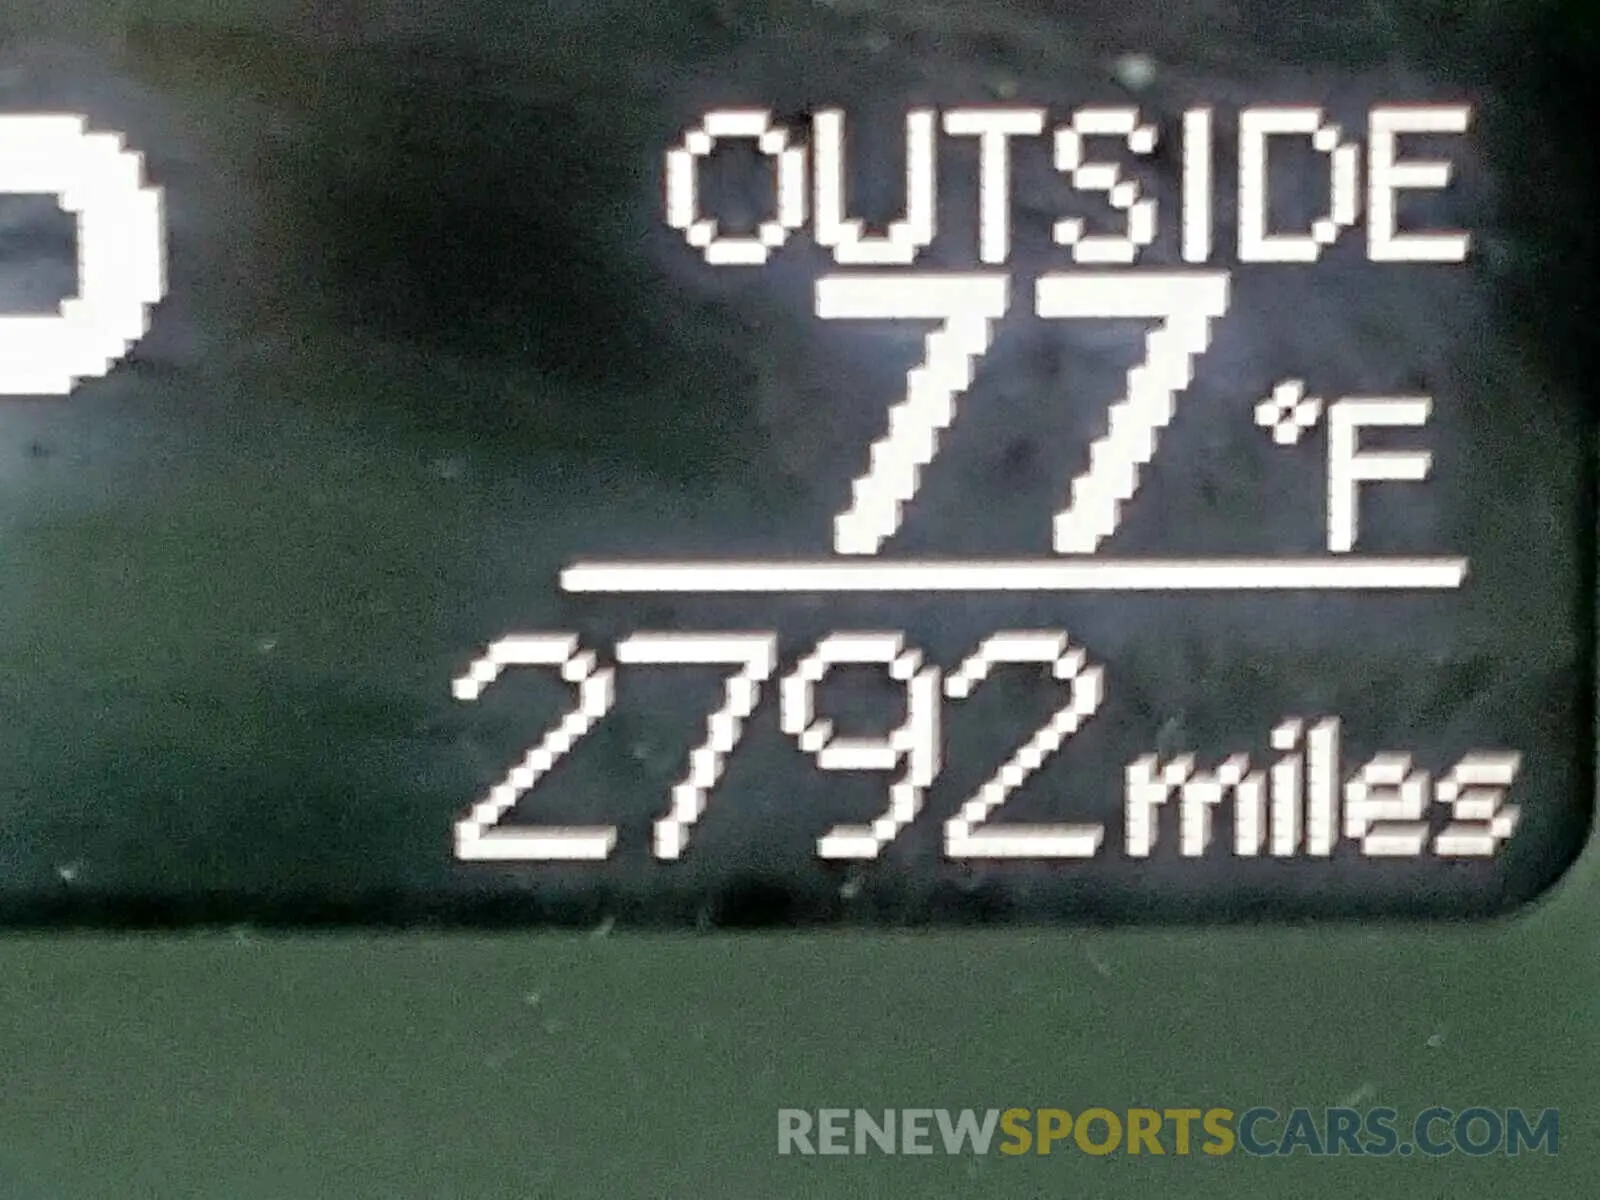 OUTSIDE
77 °F
2792 miles
RENEWSPORTSCARS.COM